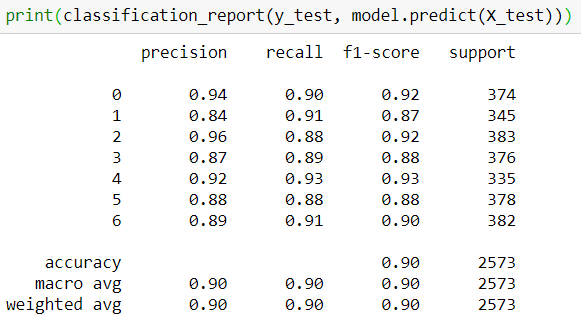 print(classification_report(y_test, model.predict(X_test)))
precision recall f1-score support
0 0.94 0.90 0.92 374
1 0.84 0.91 0.87 345
2 0.96 0.88 0.92 383
3 0.87 0.89 0.88 376
4 0.92 0.93 0.93 335
5 0.88 0.88 0.88 378
6 0.89 0.91 0.90 382
accuracy 0.90 2573
macro avg 0.90 0.90 0.90 2573
weighted avg 0.90 0.90 0.90 2573